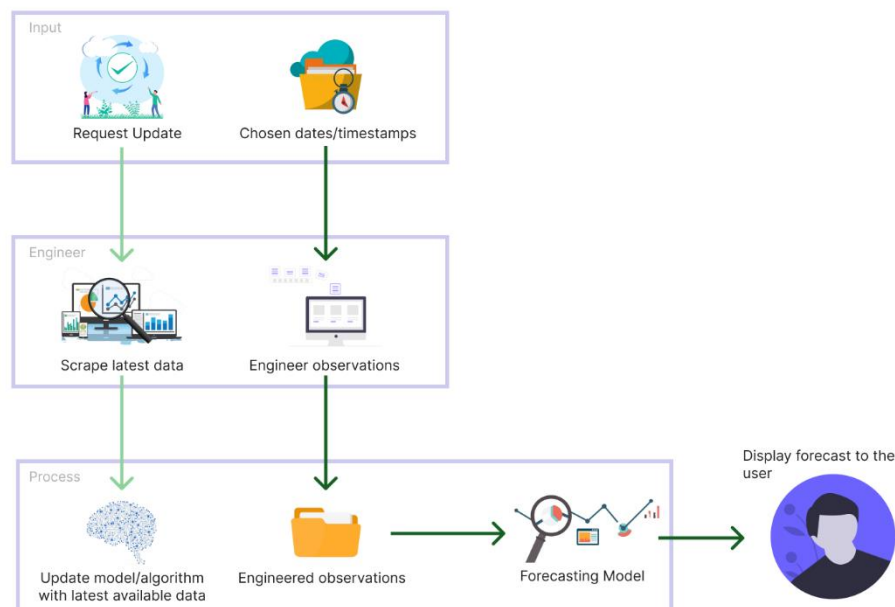 Input
Request Update
Chosen dates/timestamps
Engineer
Scrape latest data
Engineer observations
Process
Update model/algorithm
with latest available data
Engineered observations
Forecasting Model
Display forecast to the
user